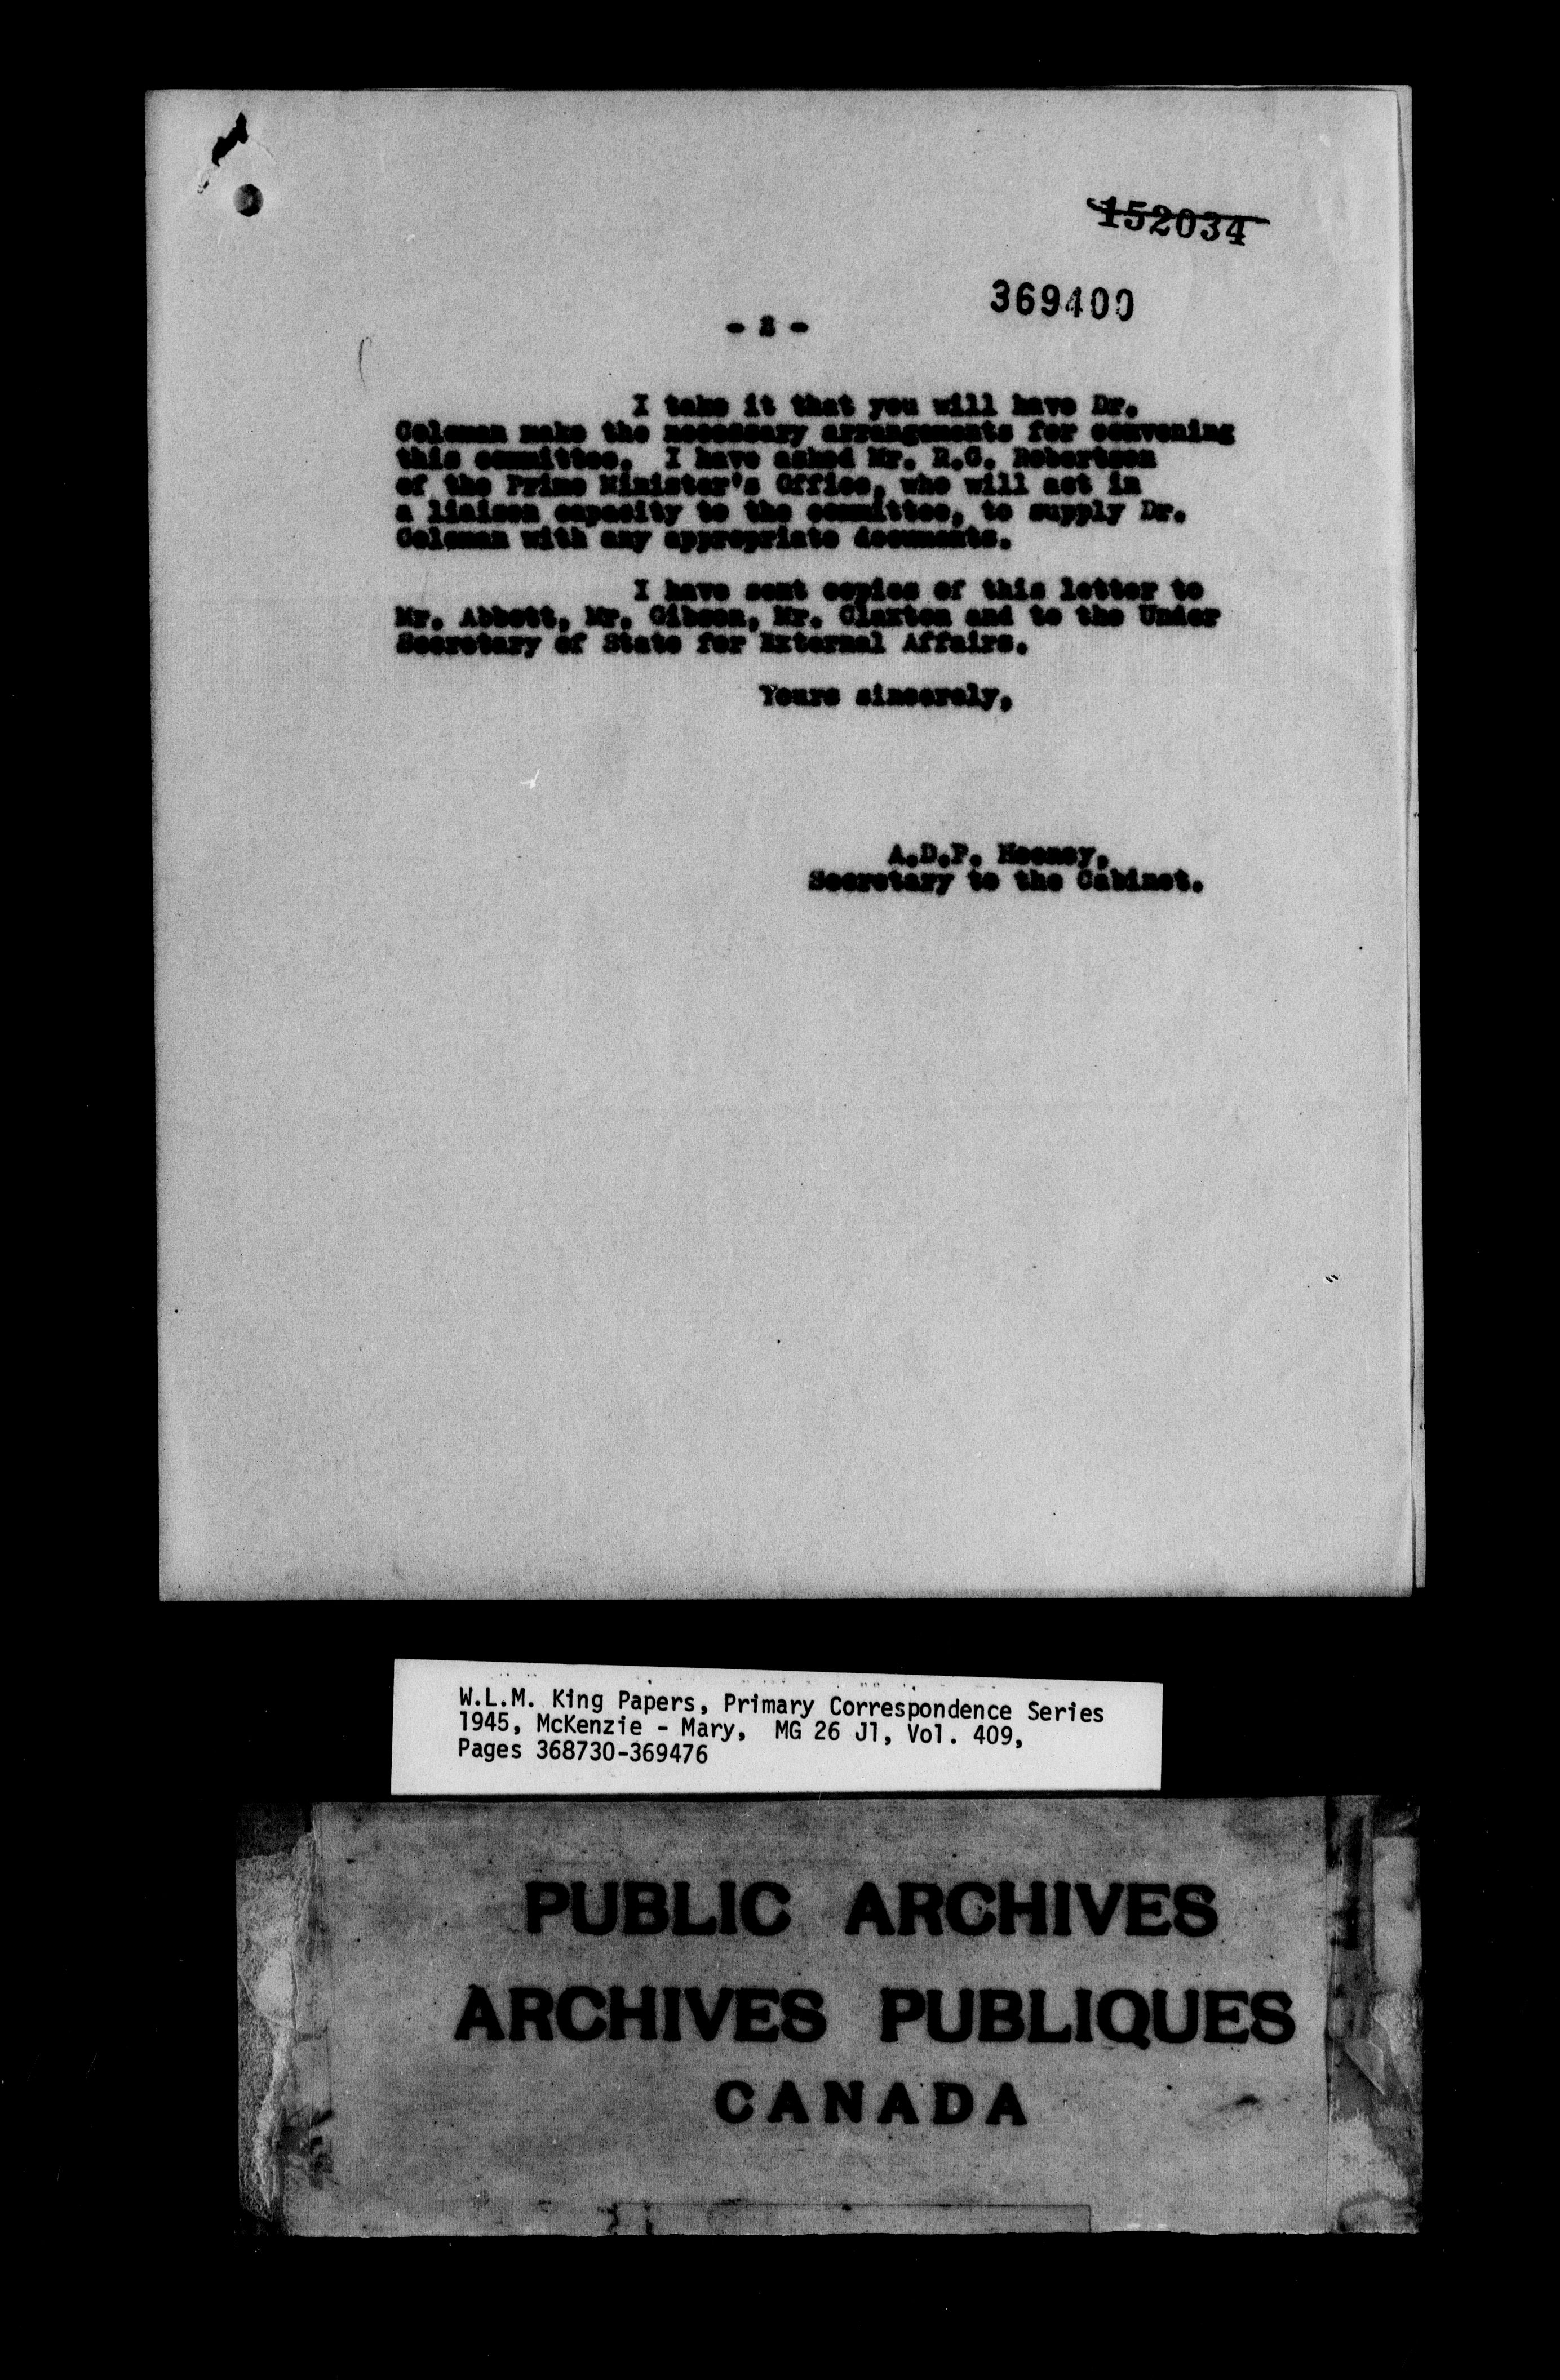 152034
369400
- 2 -
I take it that you will have Dr.
Coleman make the necessary arrangements for convening
this committee. I have asked Mr. R.G. Robertson
of the Prime Minister's Office, who will act in
a liaison capacity to the committee, to supply Dr.
Coleman with any appropriate documents.
I have sent copies of this letter to
Mr. Abbott, Mr. Gibson, Mr. Claxton and to the Under
Secretary of State for External Affairs.
Yours sincerely,
A.D.P. Heeney,
Secretary to the Cabinet.
W.L.M. King Papers, Primary Correspondence Series
1945, McKenzie - Mary, MG 26 J1, Vol. 409,
Pages 368730-369476
PUBLIC ARCHIVES
ARCHIVES PUBLIQUES
CANADA